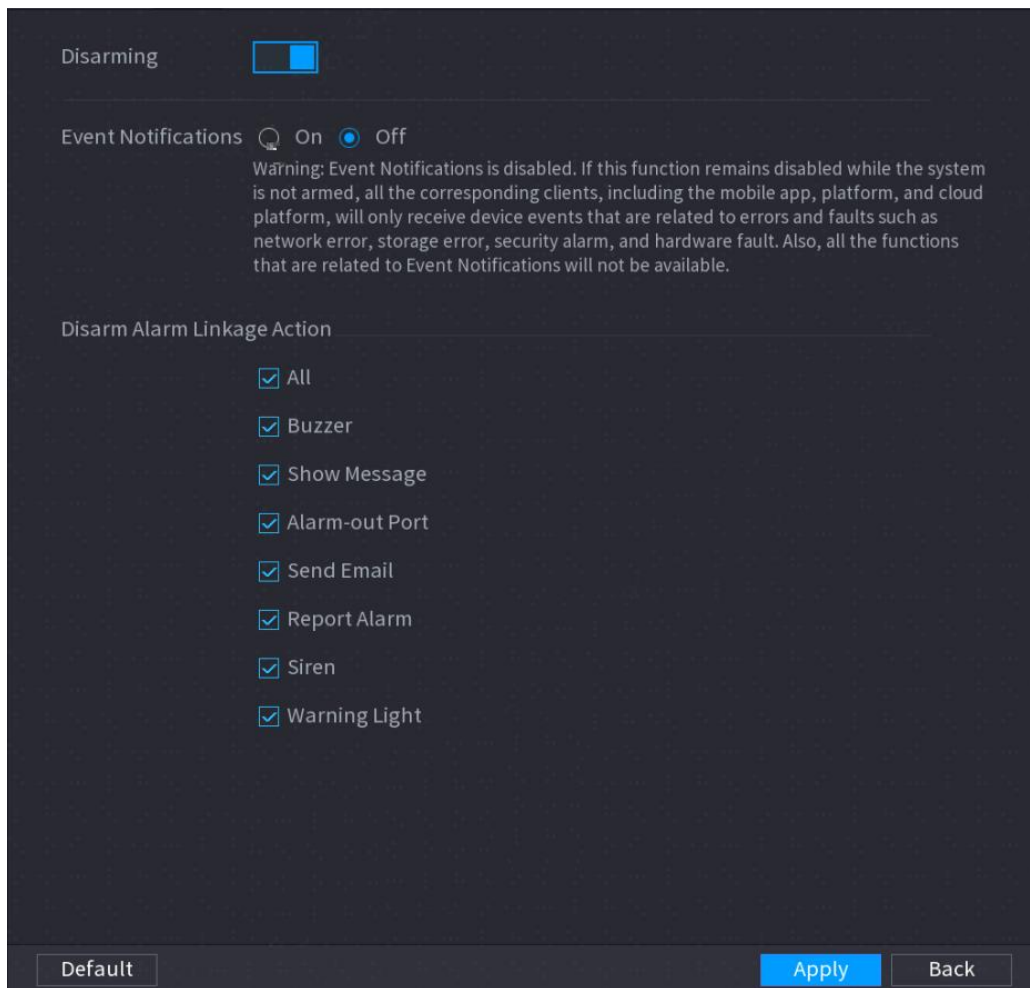 Disarming
Event Notifications On Off
Warning: Event Notifications is disabled. If this function remains disabled while the system
is not armed, all the corresponding clients, including the mobile app, platform, and cloud
platform, will only receive device events that are related to errors and faults such as
network error, storage error, security alarm, and hardware fault. Also, all the functions
that are related to Event Notifications will not be available.
Disarm Alarm Linkage Action
All
Buzzer
Show Message
Alarm-out Port
Send Email
Report Alarm
Siren
Warning Light
Default Apply Back